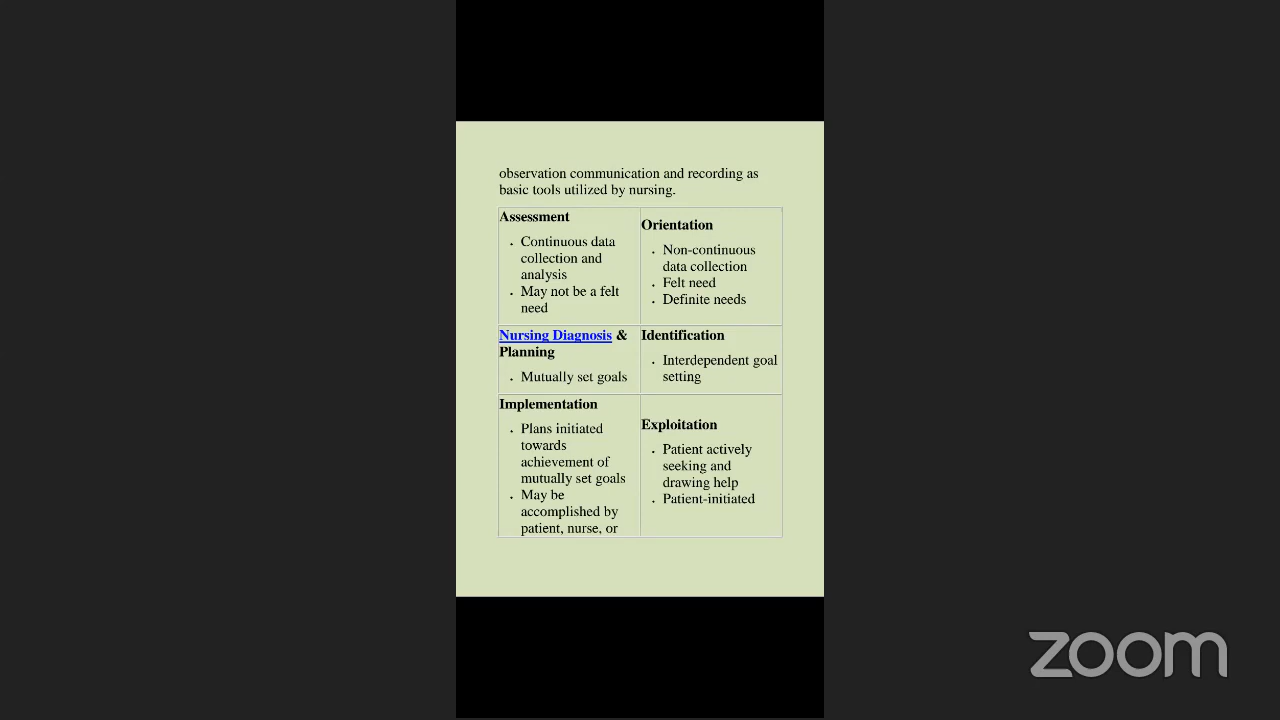 observation communication and recording as
basic tools utilized by nursing.
Assessment
• Continuous data
collection and
analysis
• May not be a felt
need
Orientation
• Non-continuous
data collection
• Felt need
• Definite needs
Nursing Diagnosis &
Planning
• Mutually set goals
Identification
• Interdependent goal
setting
Implementation
• Plans initiated
towards
achievement of
mutually set goals
• May be
accomplished by
patient, nurse, or
Exploitation
• Patient actively
seeking and
drawing help
• Patient-initiated
zoom